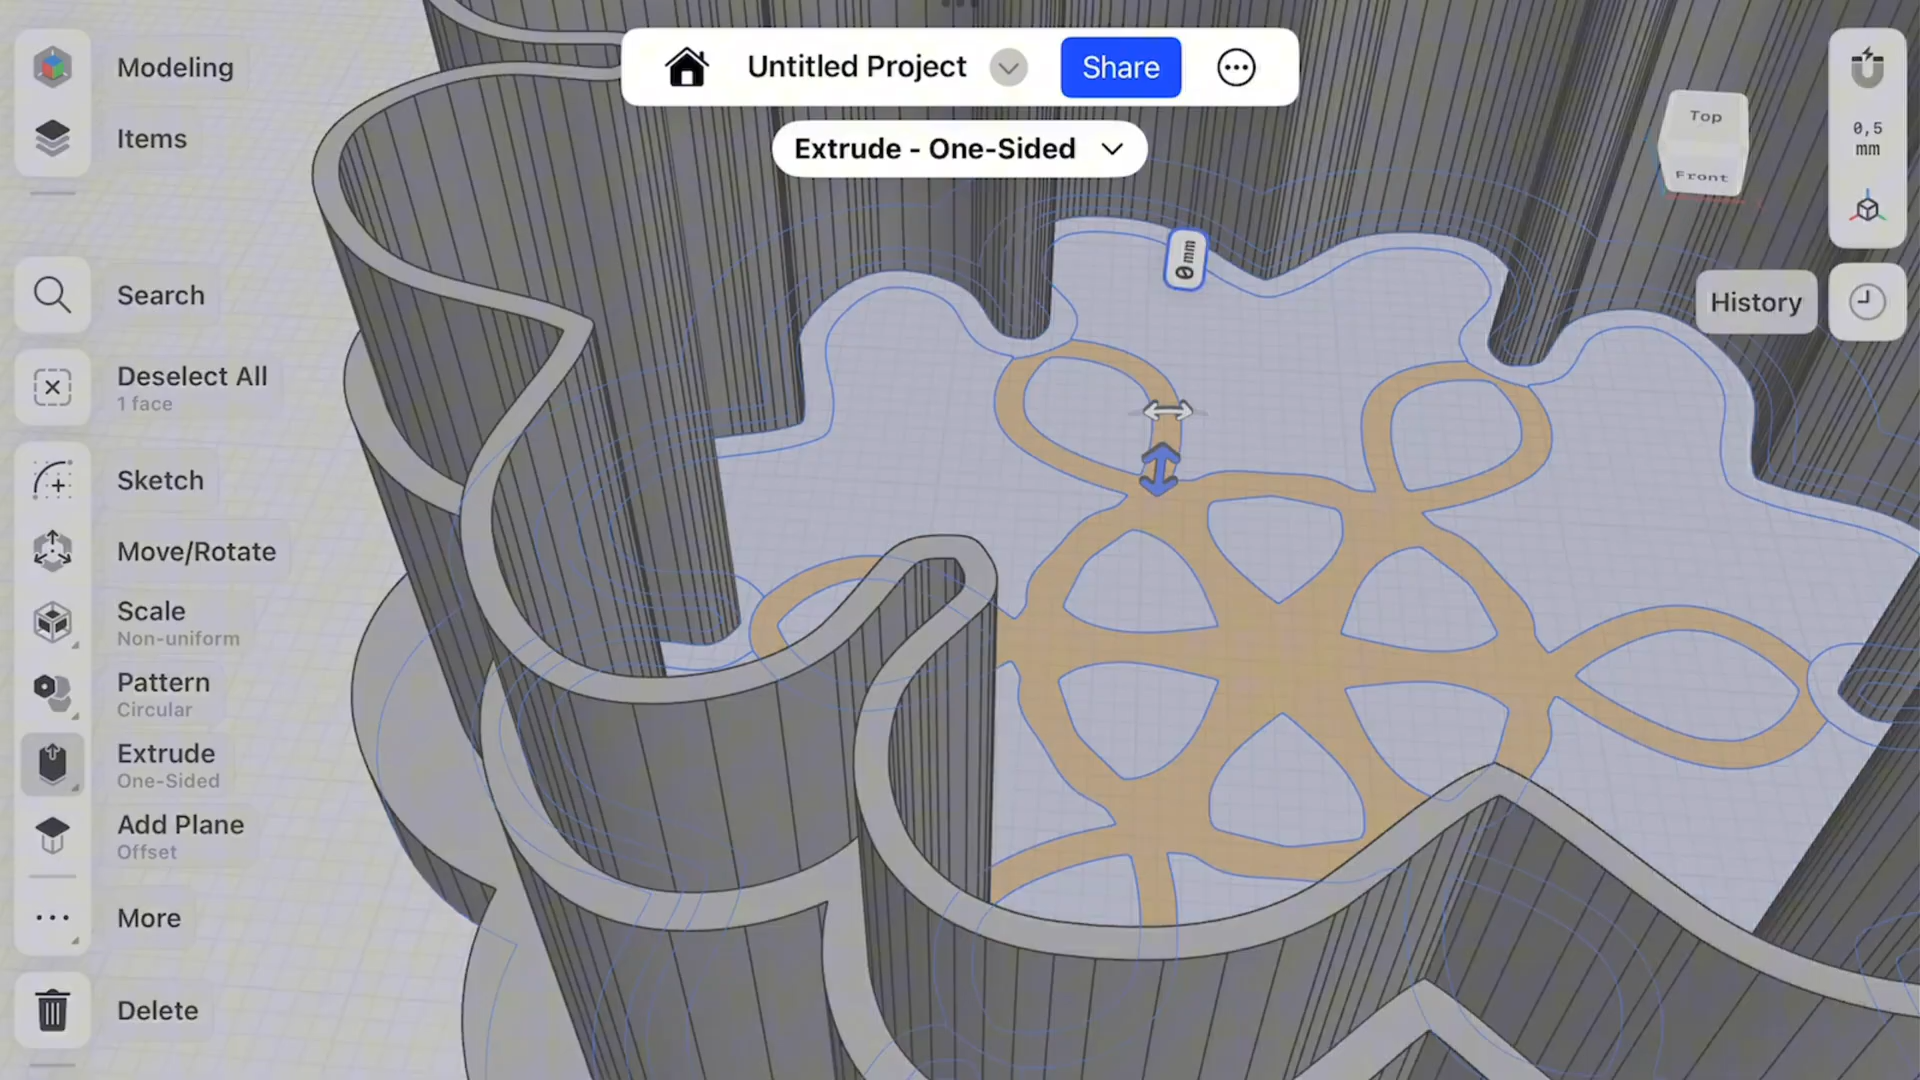 Modeling
Items
Untitled Project
Share
Extrude - One-Sided
Top
Front
0,5
mm
History
0 mm
Search
Deselect All
1 face
Sketch
Move/Rotate
Scale
Non-uniform
Pattern
Circular
Extrude
One-Sided
Add Plane
Offset
More
Delete